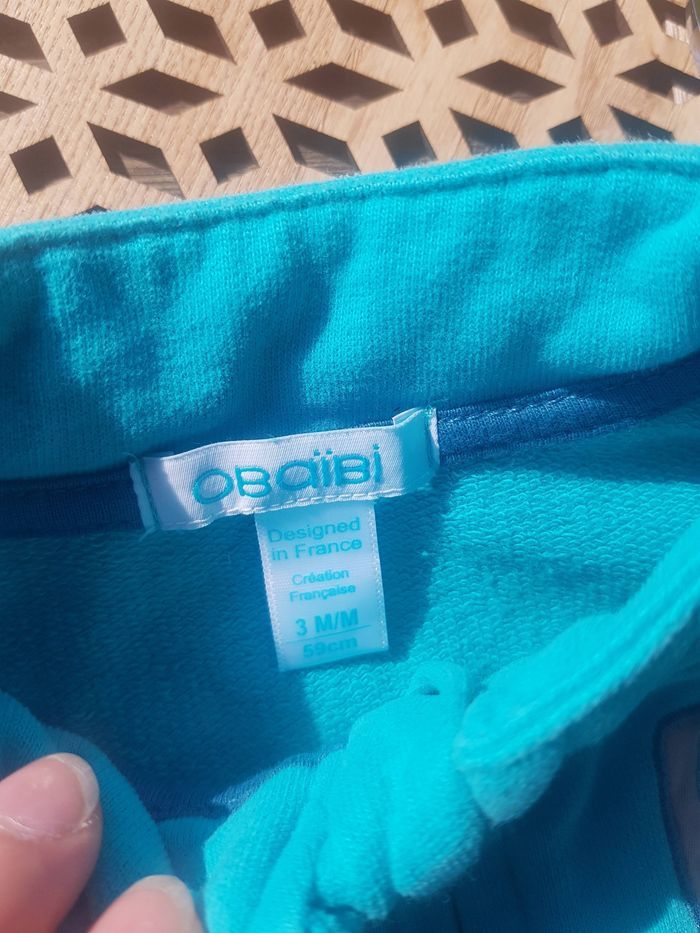 OBaïBi
Designed
in France
Création
Française
3 M/M
59cm